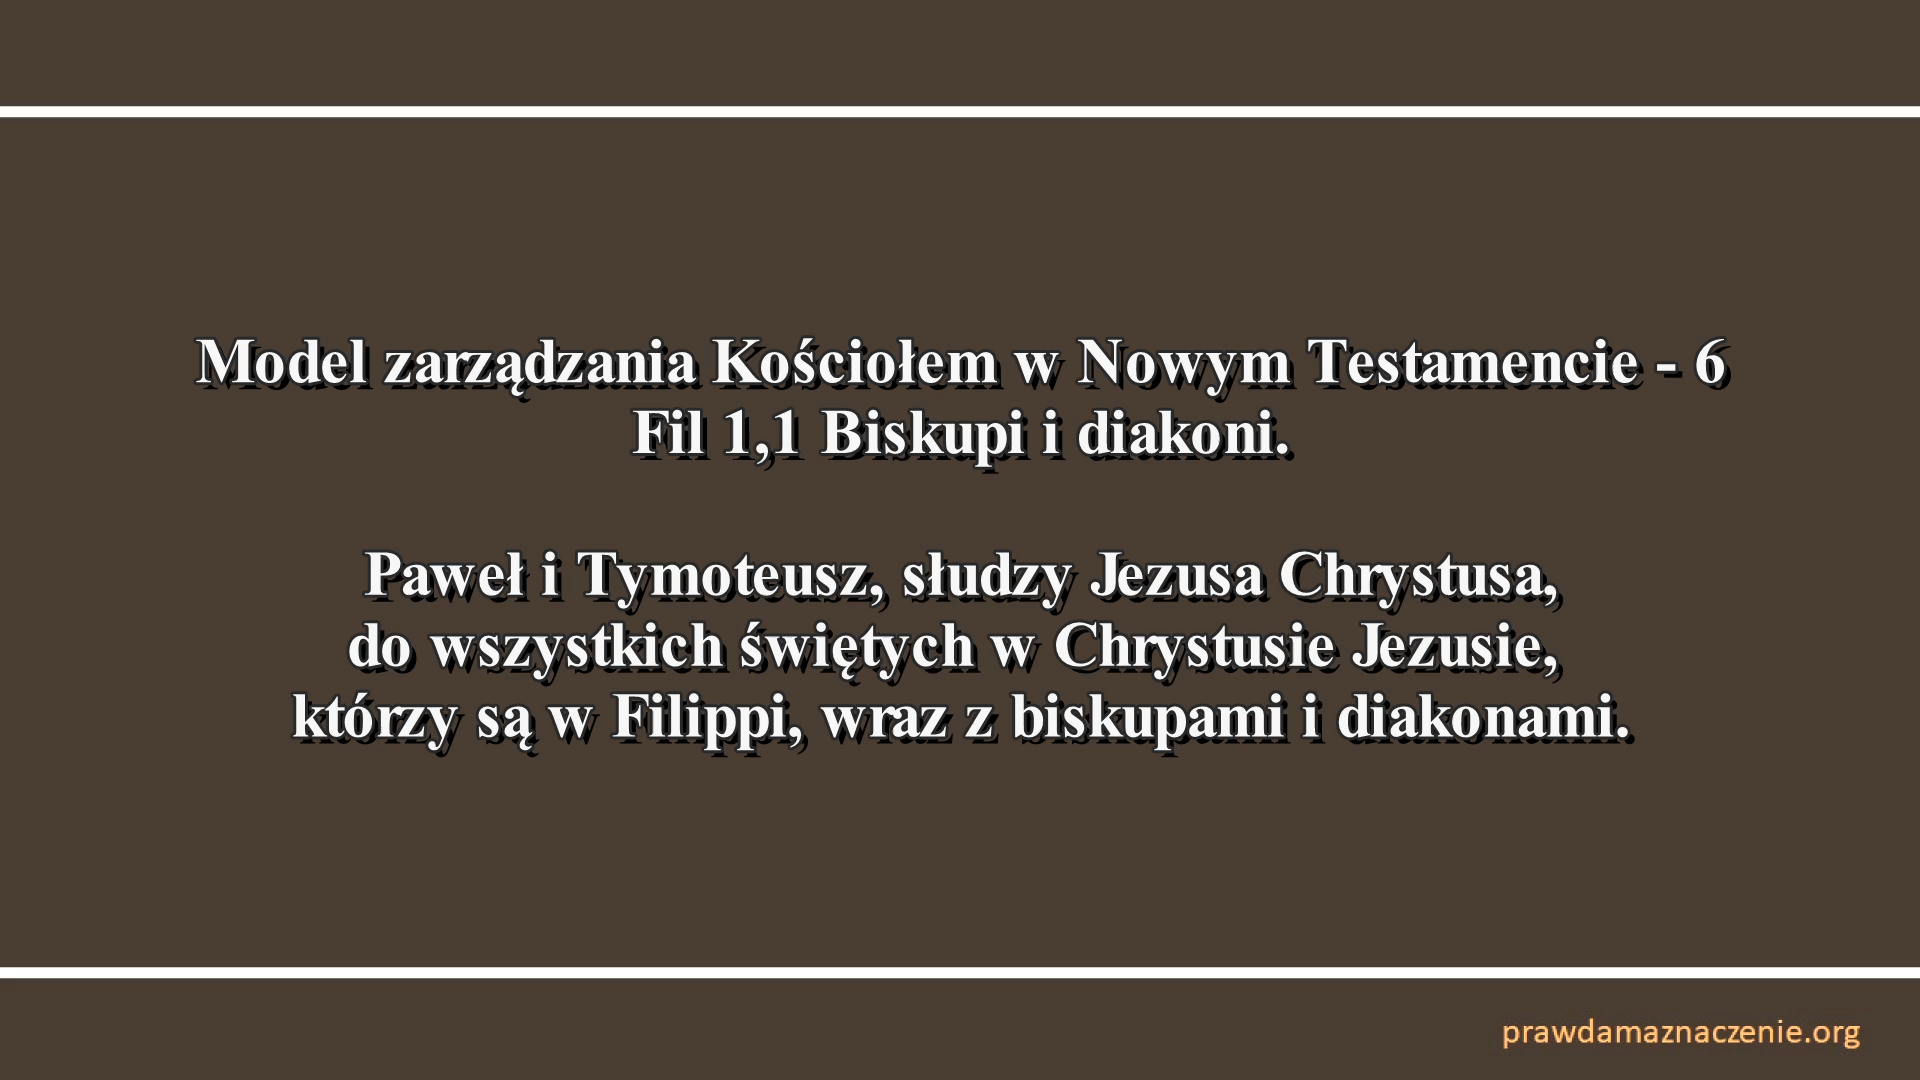 Model zarządzania Kościołem w Nowym Testamencie - 6
Fil 1,1 Biskupi i diakoni.
Paweł i Tymoteusz, słudzy Jezusa Chrystusa,
do wszystkich świętych w Chrystusie Jezusie,
którzy są w Filippi, wraz z biskupami i diakonami.
prawdamaznaczenie.org